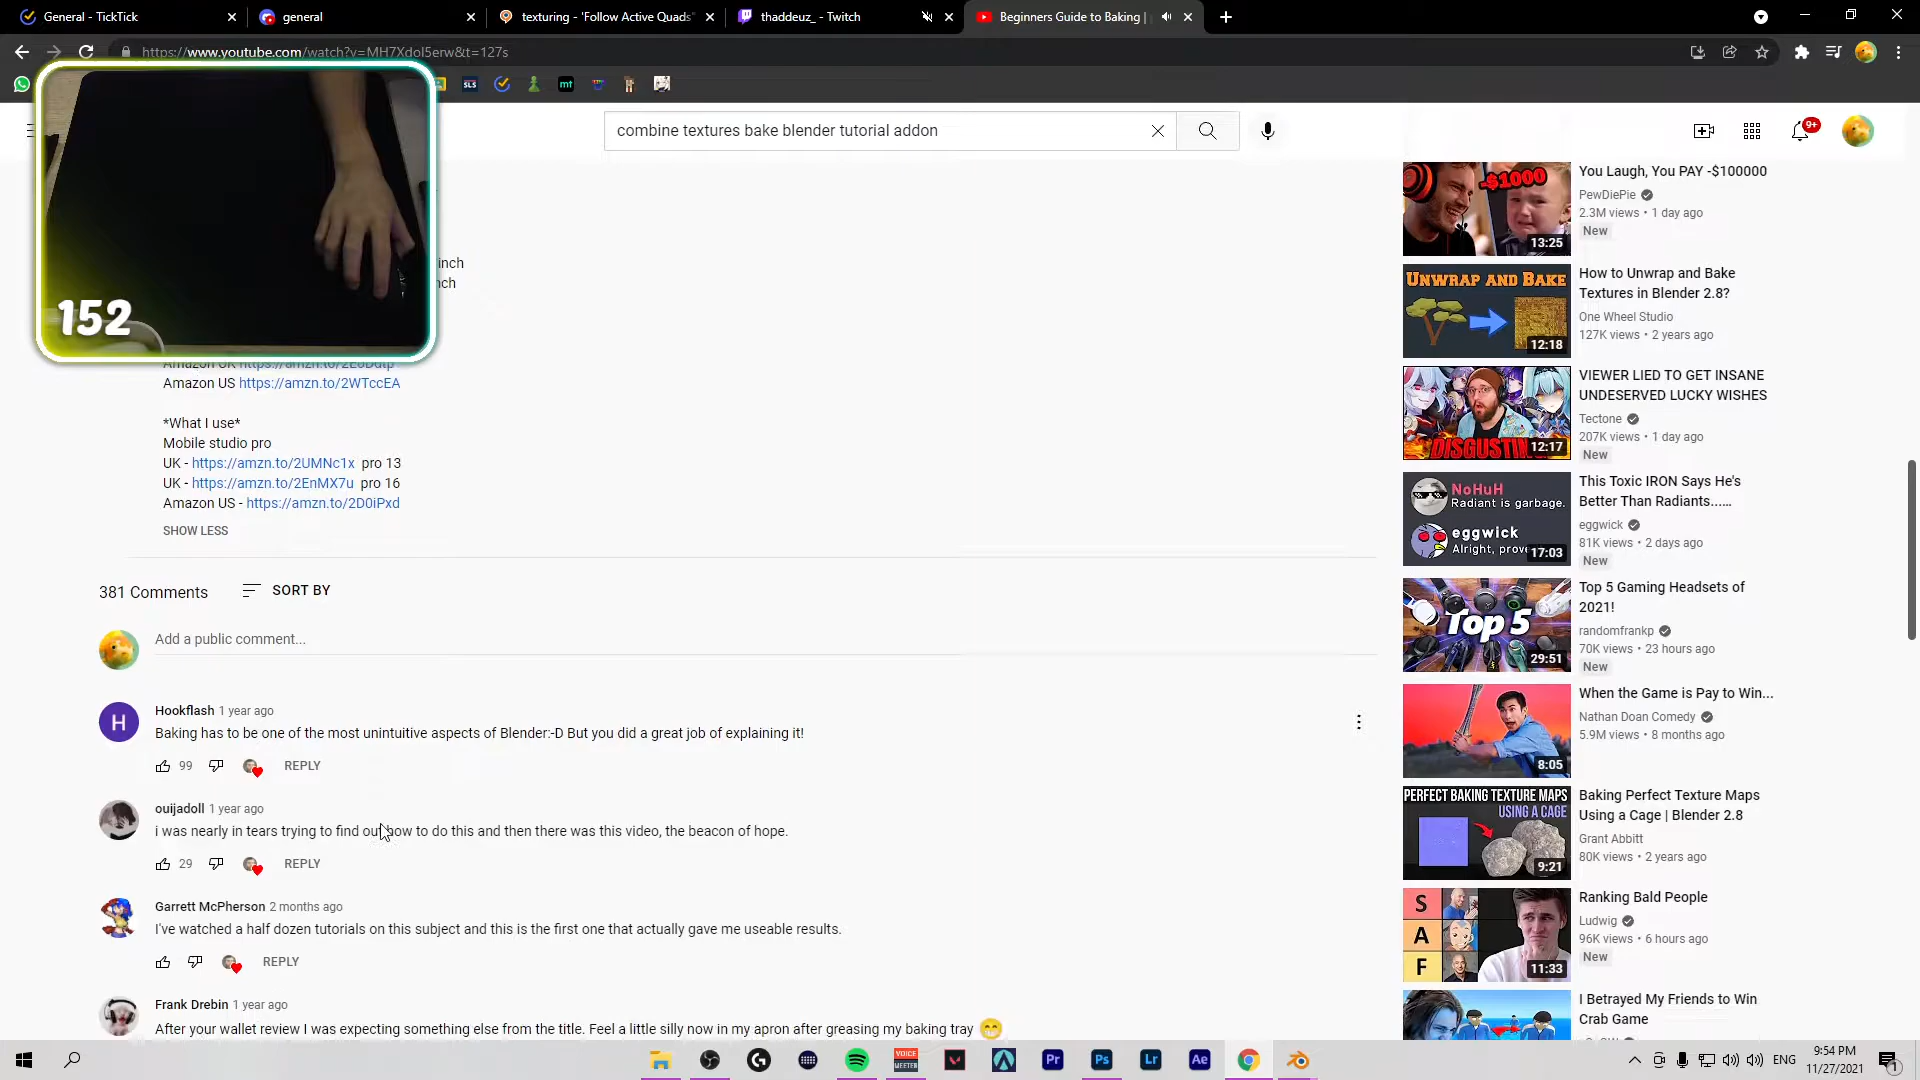 General - TickTick
general
texturing - 'Follow Active Quads'
thaddeuz_ - Twitch
Beginners Guide to Baking |
https://www.youtube.com/watch?v=MH7Xdol5erw&t=127s
SLS
mt
combine textures bake blender tutorial addon
9+
152
inch
nch
Amazon US https://amzn.to/2WTccEA
*What I use*
Mobile studio pro
UK - https://amzn.to/2UMNc1x pro 13
UK - https://amzn.to/2EnMX7u pro 16
Amazon US - https://amzn.to/2D0iPxd
SHOW LESS
381 Comments
SORT BY
Add a public comment...
H
Hookflash 1 year ago
Baking has to be one of the most unintuitive aspects of Blender:-D But you did a great job of explaining it!
99
REPLY
ouijadoll 1 year ago
i was nearly in tears trying to find out how to do this and then there was this video, the beacon of hope.
29
REPLY
Garrett McPherson 2 months ago
I've watched a half dozen tutorials on this subject and this is the first one that actually gave me useable results.
REPLY
Frank Drebin 1 year ago
After your wallet review I was expecting something else from the title. Feel a little silly now in my apron after greasing my baking tray 😁
-$1000
13:25
You Laugh, You PAY -$100000
PewDiePie
2.3M views • 1 day ago
New
UNWRAP AND BAKE
12:18
How to Unwrap and Bake
Textures in Blender 2.8?
One Wheel Studio
127K views • 2 years ago
DISGUSTING
12:17
VIEWER LIED TO GET INSANE
UNDESERVED LUCKY WISHES
Tectone
207K views • 1 day ago
New
NoHuH
Radiant is garbage.
eggwick
Alright, prove
17:03
This Toxic IRON Says He's
Better Than Radiants......
eggwick
81K views • 2 days ago
New
Top 5
29:51
Top 5 Gaming Headsets of
2021!
randomfrankp
70K views • 23 hours ago
New
8:05
When the Game is Pay to Win...
Nathan Doan Comedy
5.9M views • 8 months ago
PERFECT BAKING TEXTURE MAPS
USING A CAGE
9:21
Baking Perfect Texture Maps
Using a Cage | Blender 2.8
Grant Abbitt
80K views • 2 years ago
S
A
F
11:33
Ranking Bald People
Ludwig
96K views • 6 hours ago
New
I Betrayed My Friends to Win
Crab Game
VOICE
MEETER
Pr
Ps
Lr
Ae
ENG
9:54 PM
11/27/2021
1